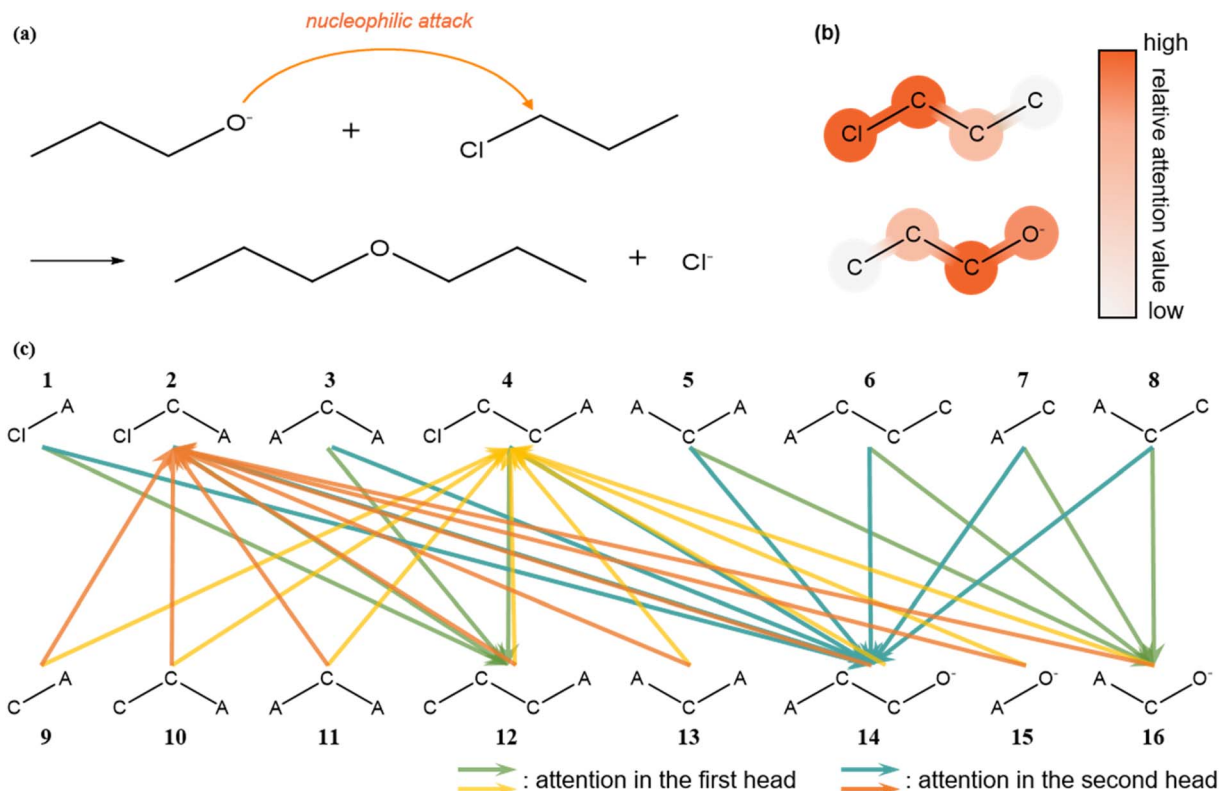 (a)
nucleophilic attack
O-
+
Cl
O
+
Cl-
(b)
Cl C C C
C C C O-
high
relative attention value
low
(c)
1 2 3 4 5 6 7 8
A C C C A A A C C C A C
Cl Cl A A A Cl C C A C A C
C A C C C A A A C O- O- A O-
C C A A A C C C A C A
9 10 11 12 13 14 15 16
: attention in the first head
: attention in the second head